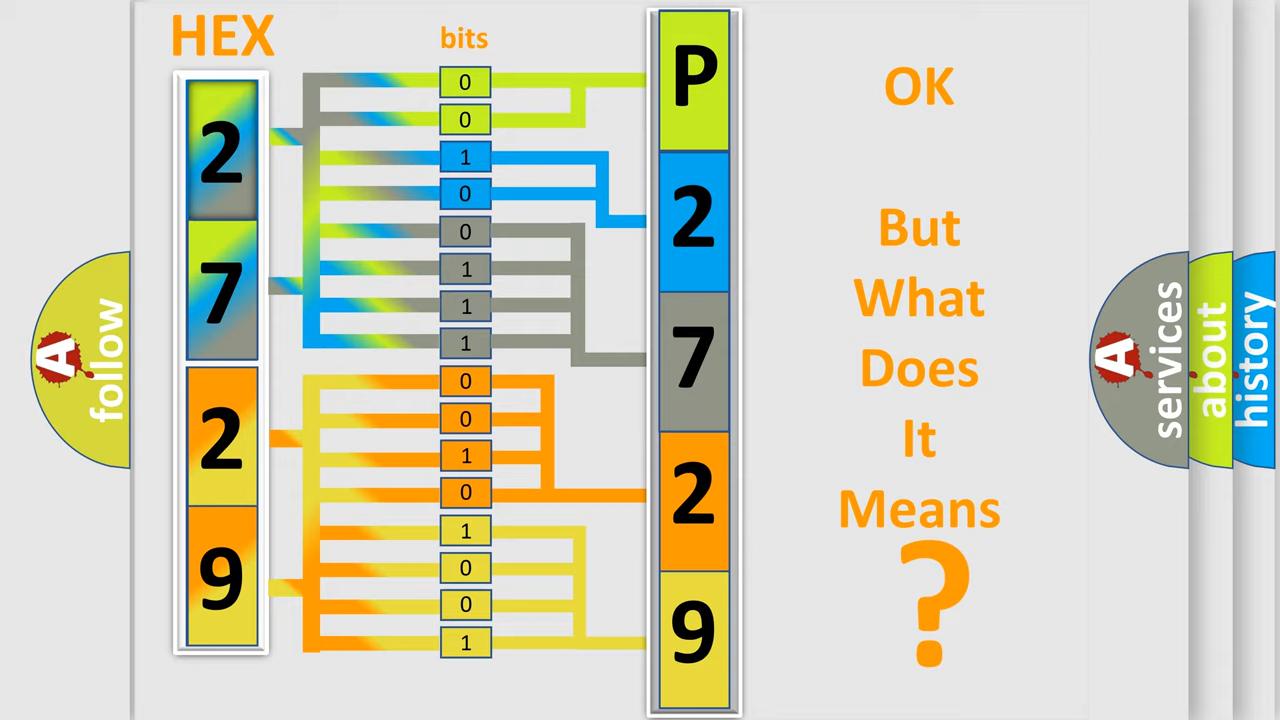 HEX
bits
2
7
2
9
0
0
1
0
0
1
1
1
0
0
1
0
1
0
0
1
P
2
7
2
9
OK
But
What
Does
It
Means
?
A
follow
A
services
about
history